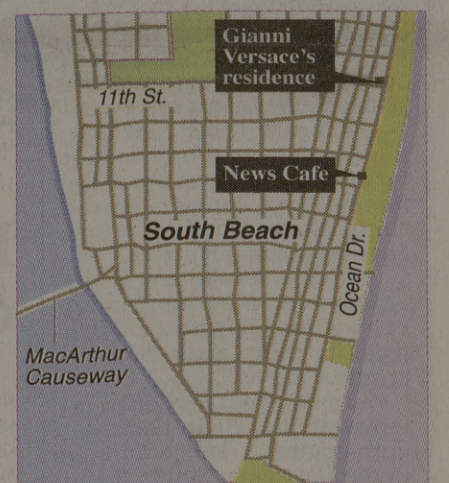 Gianni
Versace's
residence
11th St.
News Cafe
South Beach
Ocean Dr.
MacArthur
Causeway